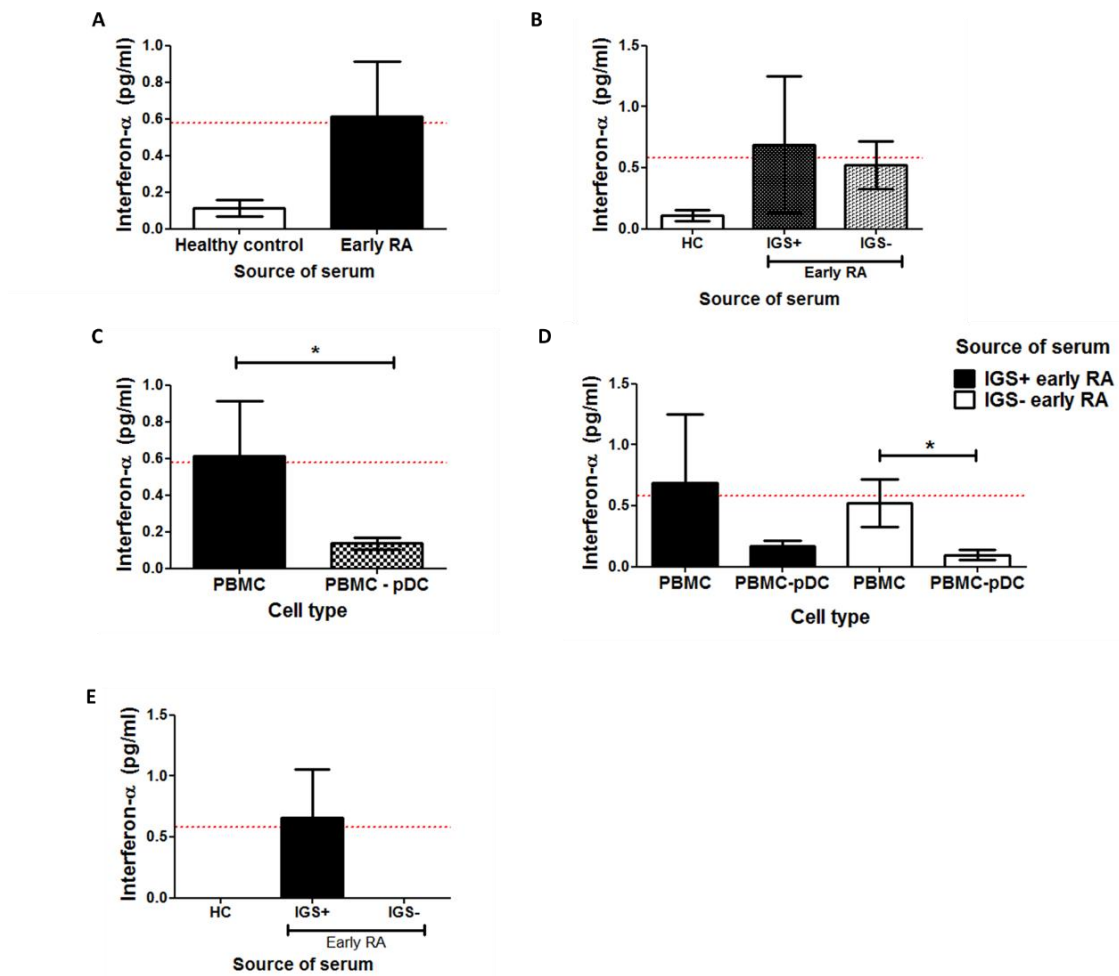 A
Interferon-α (pg/ml)
1.0
0.8
0.6
0.4
0.2
0.0
Healthy control Early RA
Source of serum
B
Interferon-α (pg/ml)
1.5
1.0
0.5
0.0
HC IGS+ IGS-
Early RA
Source of serum
C
*
Interferon-α (pg/ml)
1.0
0.8
0.6
0.4
0.2
0.0
PBMC PBMC - pDC
Cell type
D
Source of serum
IGS+ early RA
IGS- early RA
*
Interferon-α (pg/ml)
1.5
1.0
0.5
0.0
PBMC PBMC-pDC PBMC PBMC-pDC
Cell type
E
Interferon-α (pg/ml)
1.5
1.0
0.5
0.0
HC IGS+ IGS-
Early RA
Source of serum